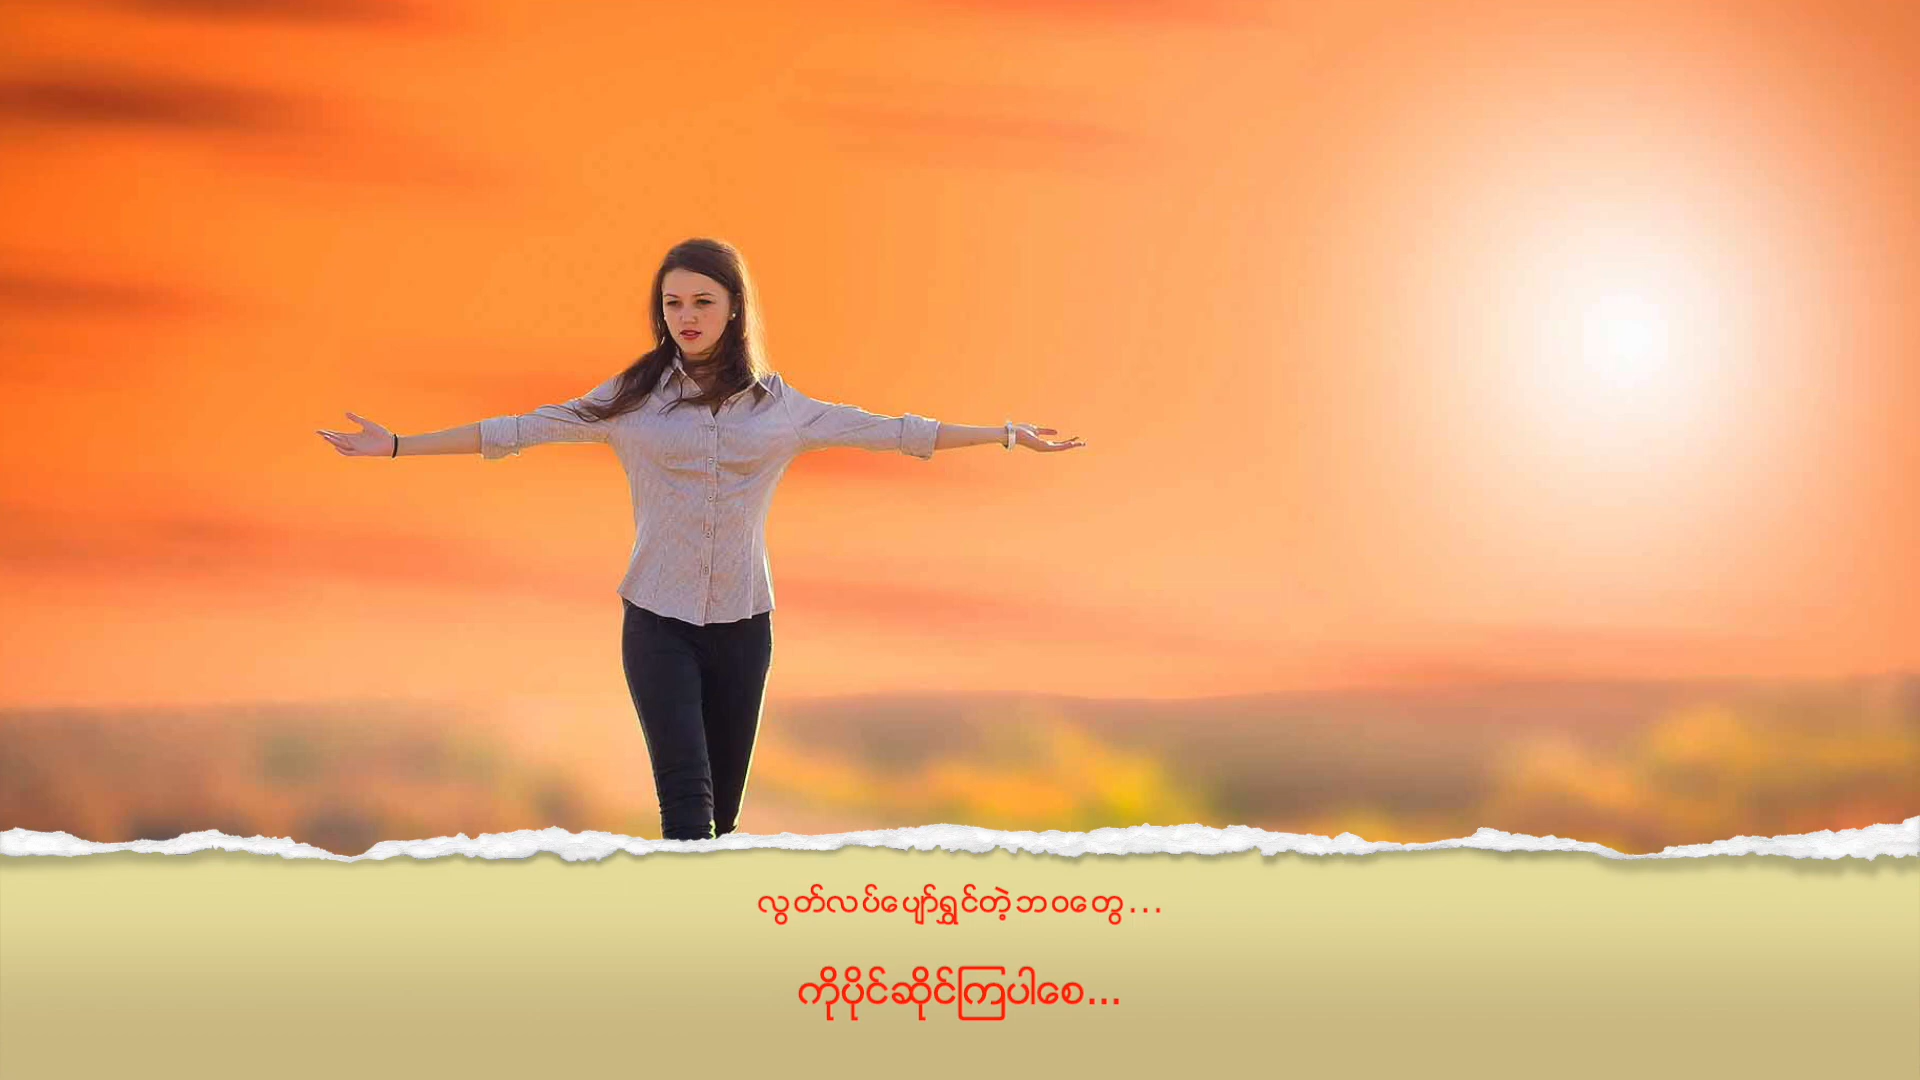 လွတ်လပ်ပျော်ရွှင်တဲ့ဘဝတွေ...
ကိုပိုင်ဆိုင်ကြပါစေ...